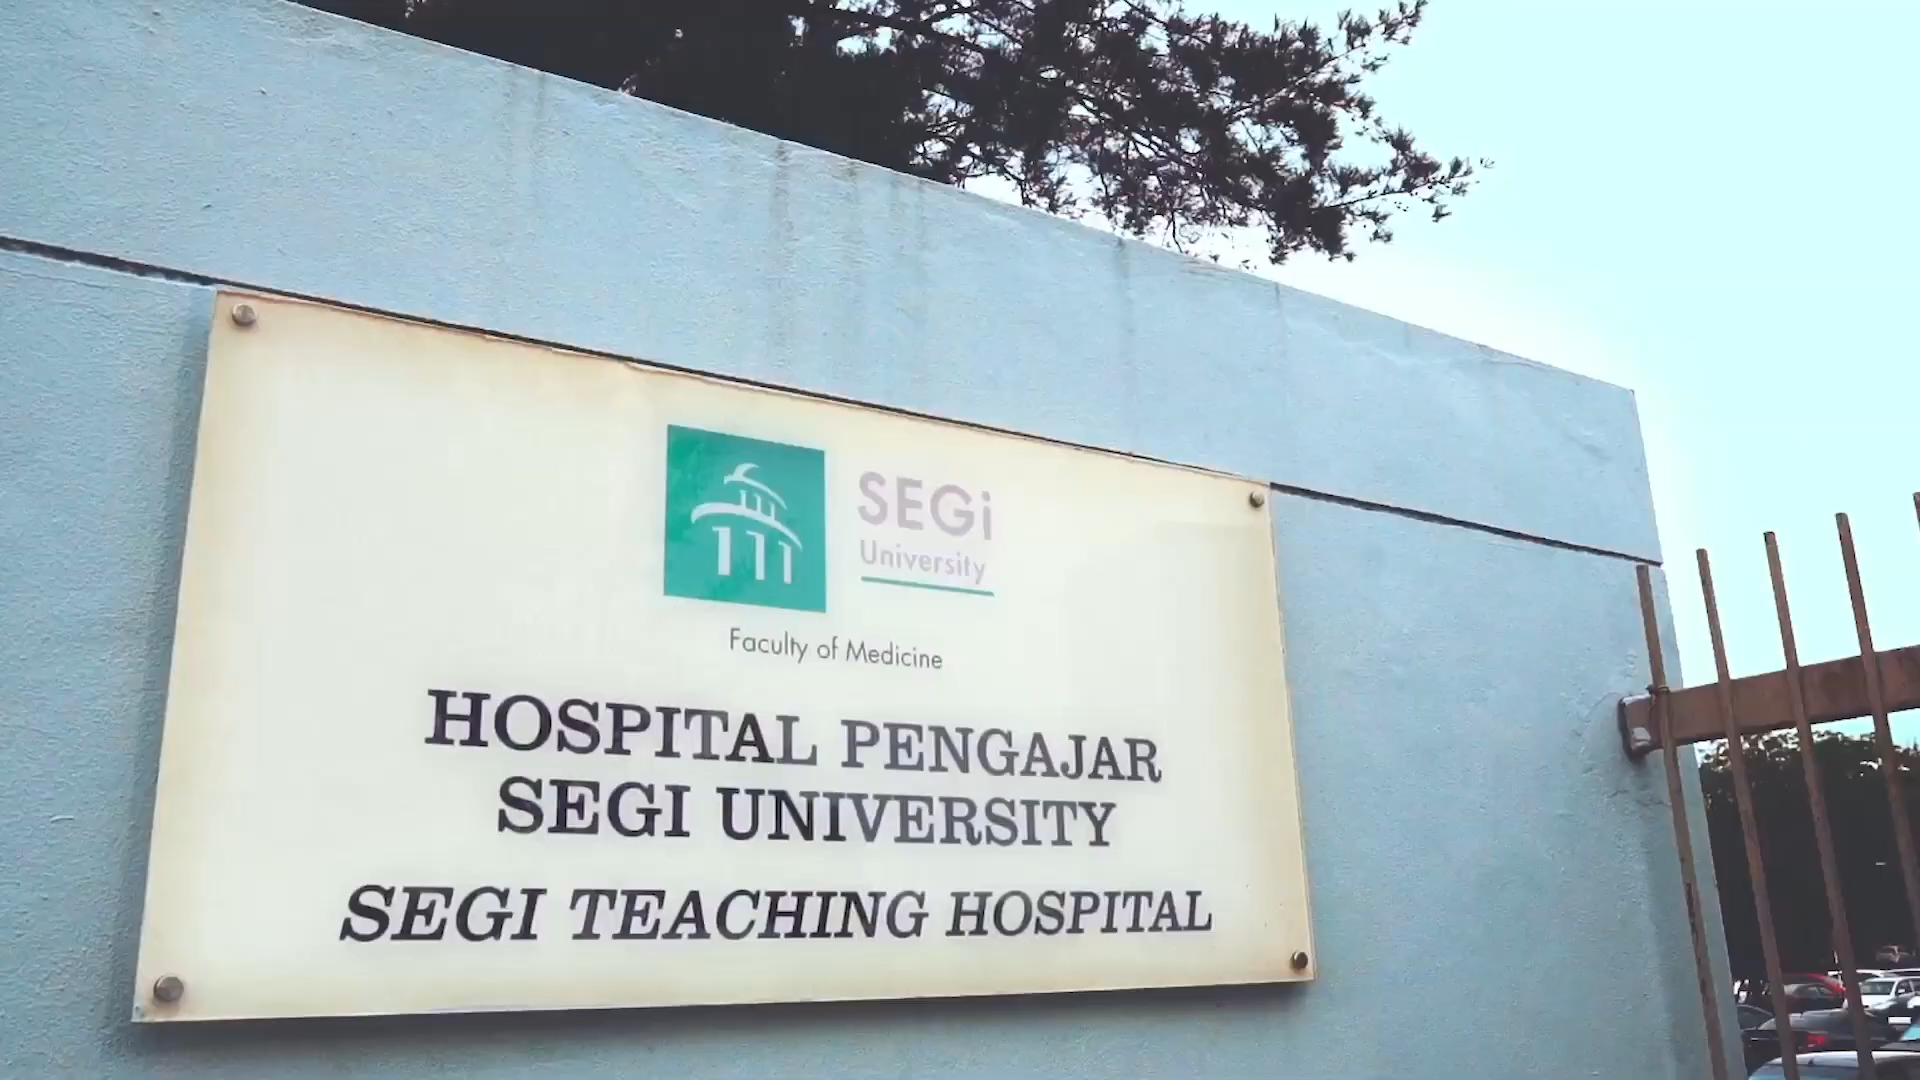 SEGi
University
Faculty of Medicine
HOSPITAL PENGAJAR
SEGI UNIVERSITY
SEGI TEACHING HOSPITAL